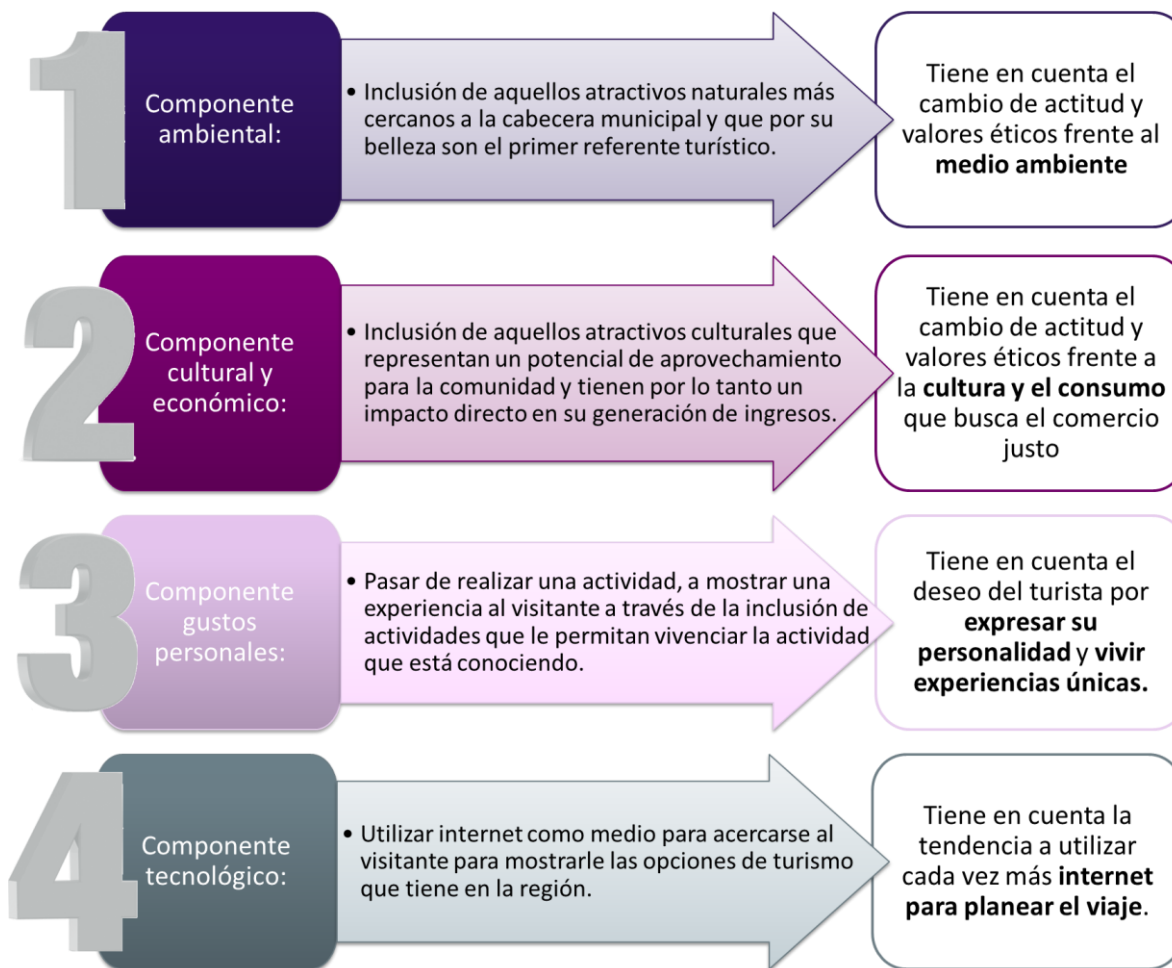 1
Componente
ambiental:
• Inclusión de aquellos atractivos naturales más
cercanos a la cabecera municipal y que por su
belleza son el primer referente turístico.
Tiene en cuenta el
cambio de actitud y
valores éticos frente al
medio ambiente
2
Componente
cultural y
económico:
• Inclusión de aquellos atractivos culturales que
representan un potencial de aprovechamiento
para la comunidad y tienen por lo tanto un
impacto directo en su generación de ingresos.
Tiene en cuenta el
cambio de actitud y
valores éticos frente a
la cultura y el consumo
que busca el comercio
justo
3
Componente
gustos
personales:
• Pasar de realizar una actividad, a mostrar una
experiencia al visitante a través de la inclusión de
actividades que le permitan vivenciar la actividad
que está conociendo.
Tiene en cuenta el
deseo del turista por
expresar su
personalidad y vivir
experiencias únicas.
4
Componente
tecnológico:
• Utilizar internet como medio para acercarse al
visitante para mostrarle las opciones de turismo
que tiene en la región.
Tiene en cuenta la
tendencia a utilizar
cada vez más internet
para planear el viaje.